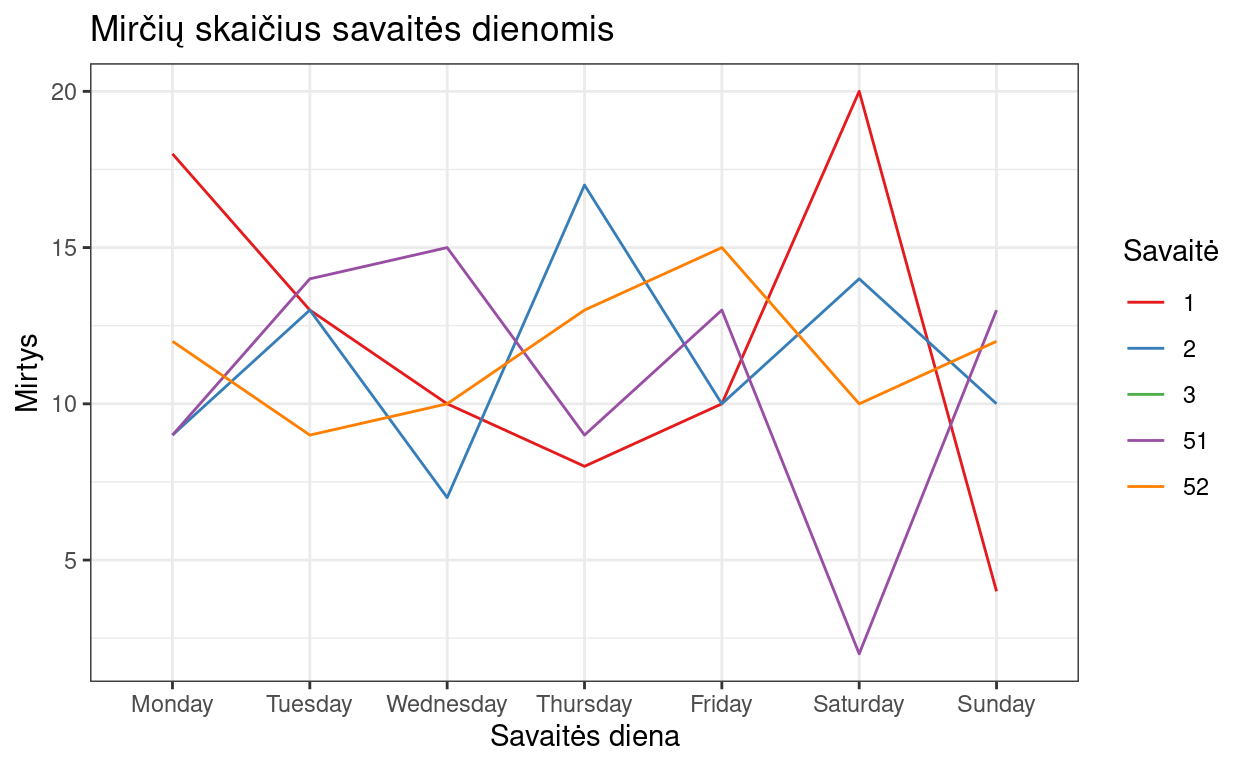 Mirčių skaičius savaitės dienomis
Mirtys
20
15
10
5
Monday Tuesday Wednesday Thursday Friday Saturday Sunday
Savaitės diena
Savaitė
1
2
3
51
52